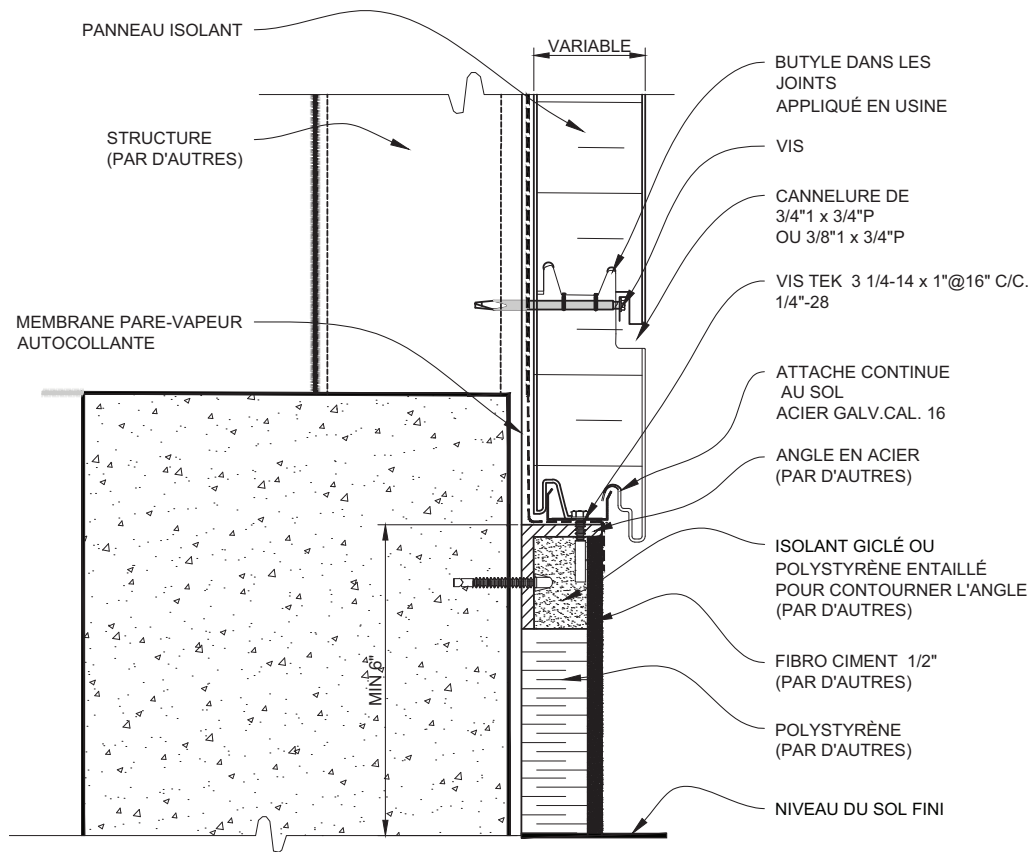 PANNEAU ISOLANT
STRUCTURE
(PAR D'AUTRES)
MEMBRANE PARE-VAPEUR
AUTOCOLLANTE
VARIABLE
MIN 6"
BUTYLE DANS LES
JOINTS
APPLIQUÉ EN USINE
VIS
CANNELURE DE
3/4"1 x 3/4"P
OU 3/8"1 x 3/4"P
VIS TEK 3 1/4-14 x 1"@16" C/C.
1/4"-28
ATTACHE CONTINUE
AU SOL
ACIER GALV.CAL. 16
ANGLE EN ACIER
(PAR D'AUTRES)
ISOLANT GICLÉ OU
POLYSTYRÈNE ENTAILLÉ
POUR CONTOURNER L'ANGLE
(PAR D'AUTRES)
FIBRO CIMENT 1/2"
(PAR D'AUTRES)
POLYSTYRÈNE
(PAR D'AUTRES)
NIVEAU DU SOL FINI